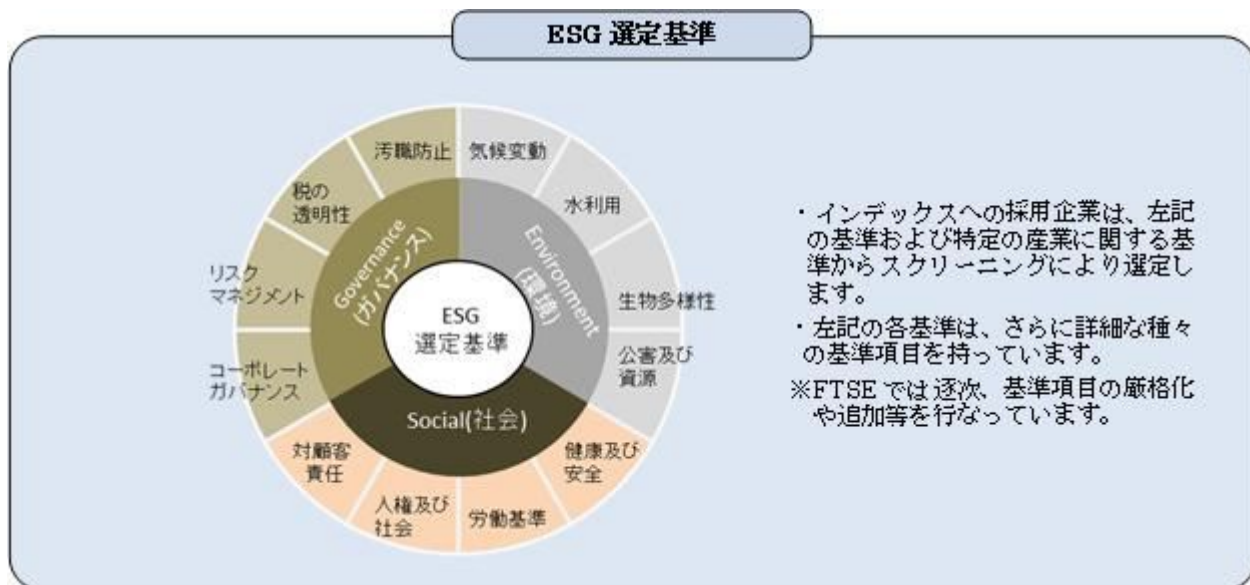 ESG 選定基準
汚職防止
気候変動
税の
透明性
水利用
リスク
マネジメント
生物多様性
コーポレート
ガバナンス
公害及び
資源
対顧客
責任
健康及び
安全
人権及び
社会
労働基準
Governance
(ガバナンス)
Environment
(環境)
Social(社会)
ESG
選定基準
・インデックスへの採用企業は、左記
の基準および特定の産業に関する基
準からスクリーニングにより選定し
ます。
・左記の各基準は、さらに詳細な種々
の基準項目を持っています。
※FTSEでは逐次、基準項目の厳格化
や追加等を行なっています。